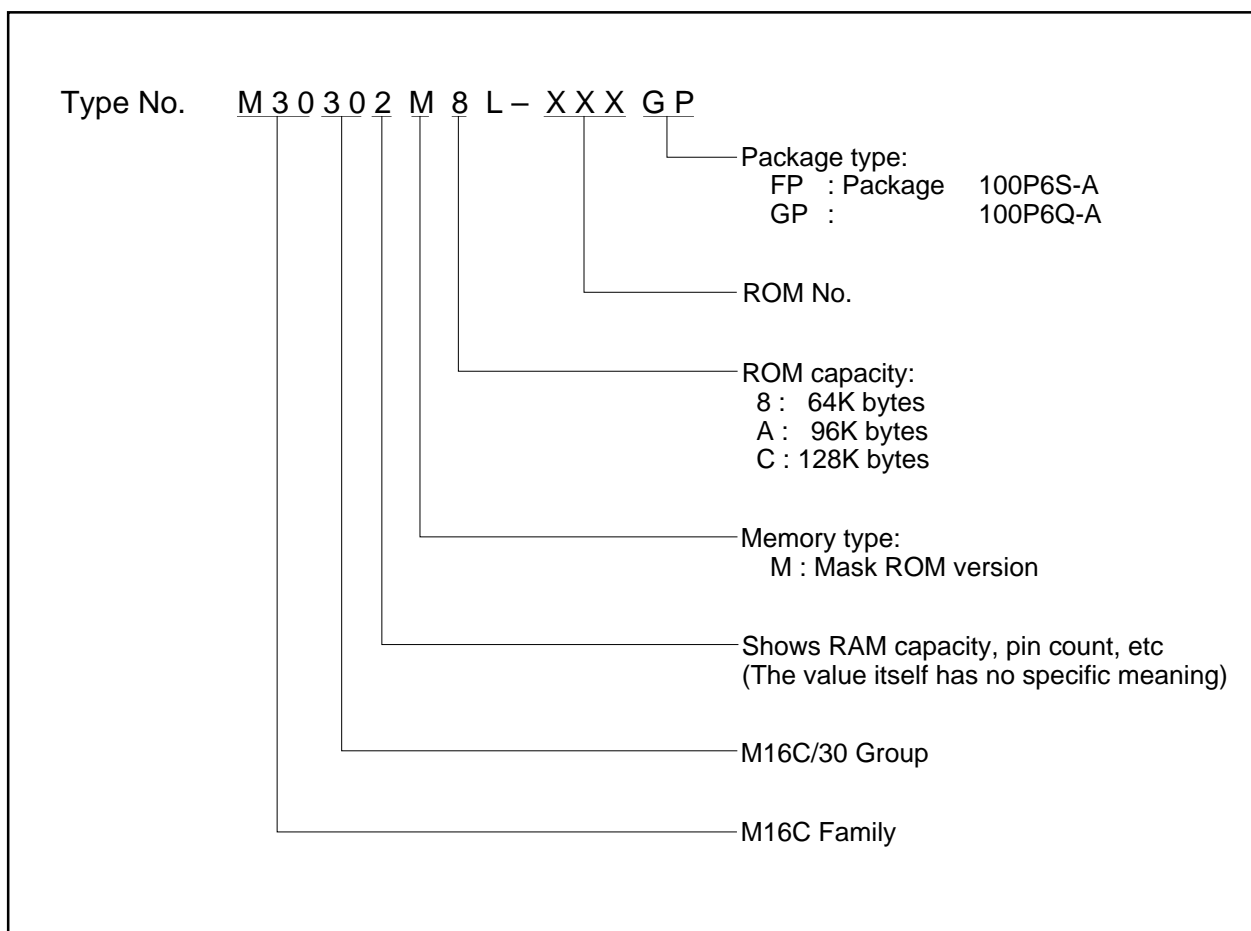 Type No. M 3 0 3 0 2 M 8 L – X X X G P
Package type:
FP : Package 100P6S-A
GP : 100P6Q-A
ROM No.
ROM capacity:
8 : 64K bytes
A : 96K bytes
C : 128K bytes
Memory type:
M : Mask ROM version
Shows RAM capacity, pin count, etc
(The value itself has no specific meaning)
M16C/30 Group
M16C Family